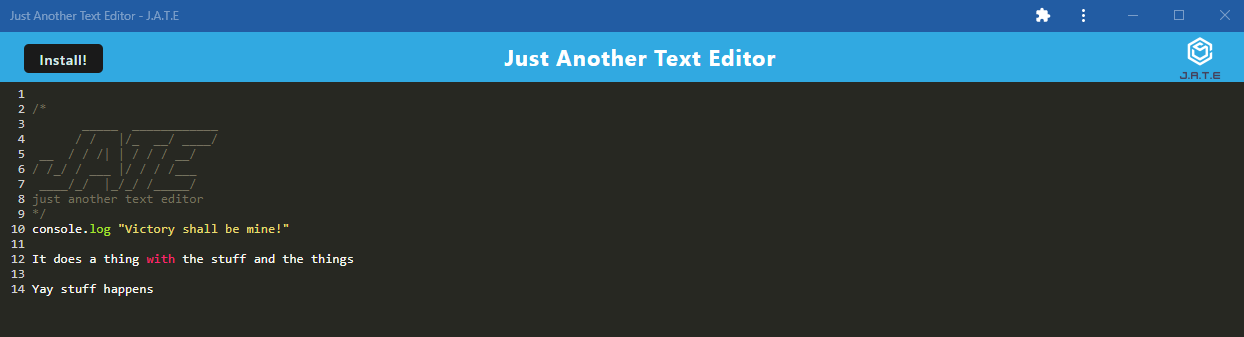 Just Another Text Editor - J.A.T.E
Install!
Just Another Text Editor
J.A.T.E
1
2 /*
3        _____  ____________
4       / /   |/_  __/ ____/
5  __  / / /| | / / / __/
6 / /_/ / ___ |/ / / /___
7  ____/_/  |_/_/ /_____/
8 just another text editor
9 */
10 console.log "Victory shall be mine!"
11
12 It does a thing with the stuff and the things
13
14 Yay stuff happens